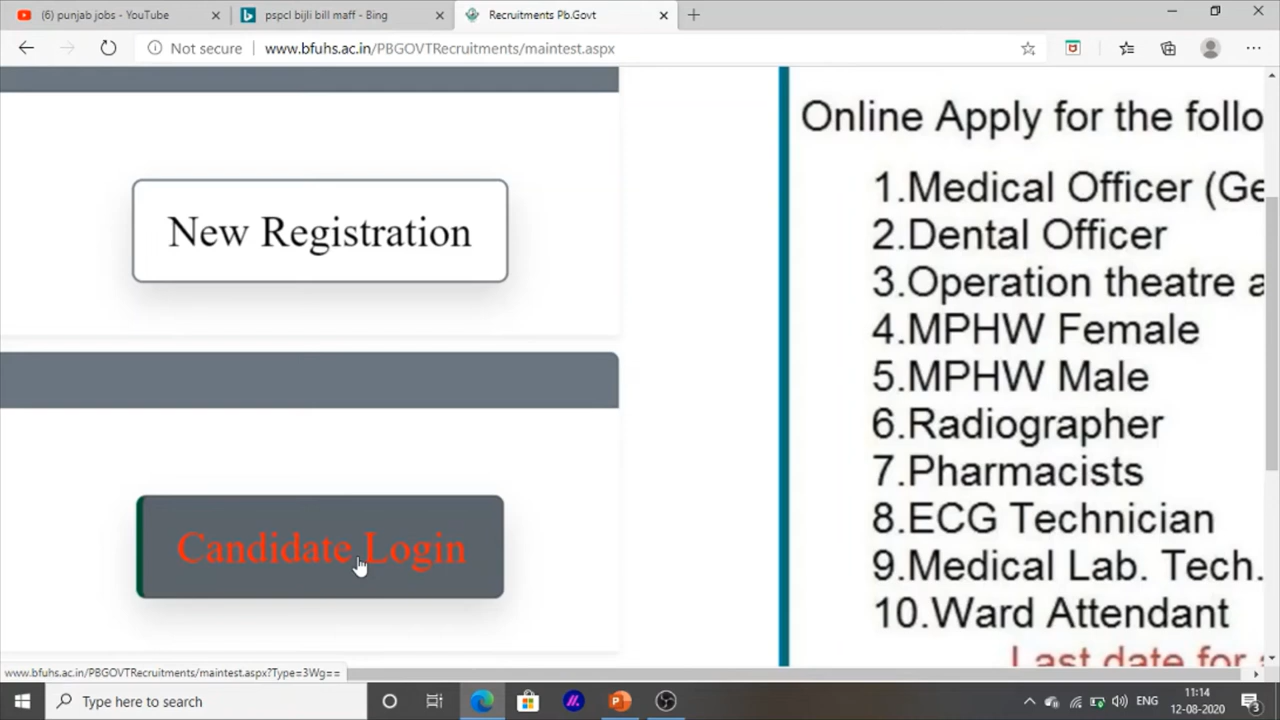 (6) punjab jobs - YouTube
pspcl bijli bill maff - Bing
Recruitments Pb.Govt
Not secure
www.bfuhs.ac.in/PBGOVTRecruitments/maintest.aspx
New Registration
Candidate Login
Online Apply for the follo
1.Medical Officer (Ge
2.Dental Officer
3.Operation theatre a
4.MPHW Female
5.MPHW Male
6.Radiographer
7.Pharmacists
8.ECG Technician
9.Medical Lab. Tech.
10.Ward Attendant
Last date for
www.bfuhs.ac.in/PBGOVTRecruitments/maintest.aspx?Type=3Wg==
Type here to search
ENG
11:14
12-08-2020
3